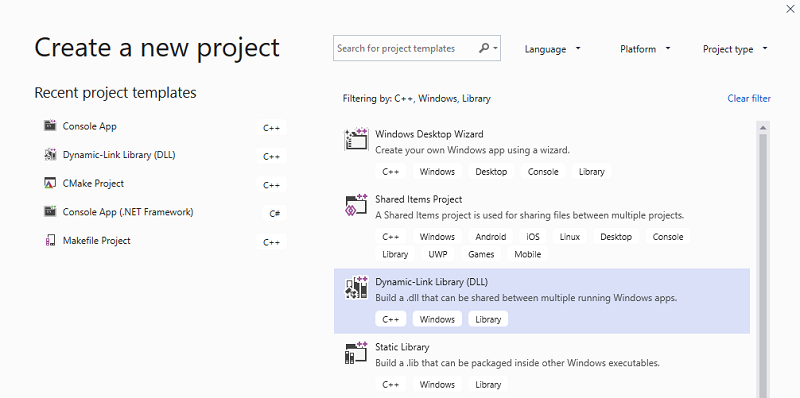 Create a new project
Search for project templates
Language
Platform
Project type
Recent project templates
Console App
C++
Dynamic-Link Library (DLL)
C++
CMake Project
C++
Console App (.NET Framework)
C#
Makefile Project
C++
Filtering by: C++, Windows, Library
Clear filter
Windows Desktop Wizard
Create your own Windows app using a wizard.
C++ Windows Desktop Console Library
Shared Items Project
A Shared Items project is used for sharing files between multiple projects.
C++ Windows Android iOS Linux Desktop Console
Library UWP Games Mobile
Dynamic-Link Library (DLL)
Build a .dll that can be shared between multiple running Windows apps.
C++ Windows Library
Static Library
Build a .lib that can be packaged inside other Windows executables.
C++ Windows Library